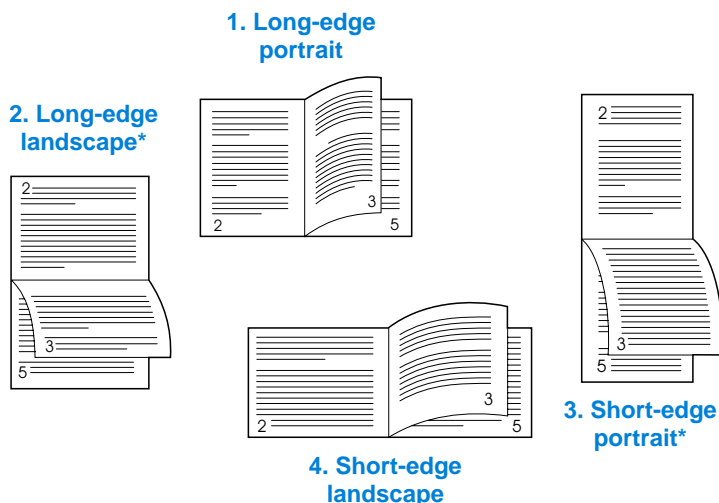 1. Long-edge
portrait
2. Long-edge
landscape*
2
3
5
2
3
5
2
3
5
2
3
5
3. Short-edge
portrait*
4. Short-edge
landscape